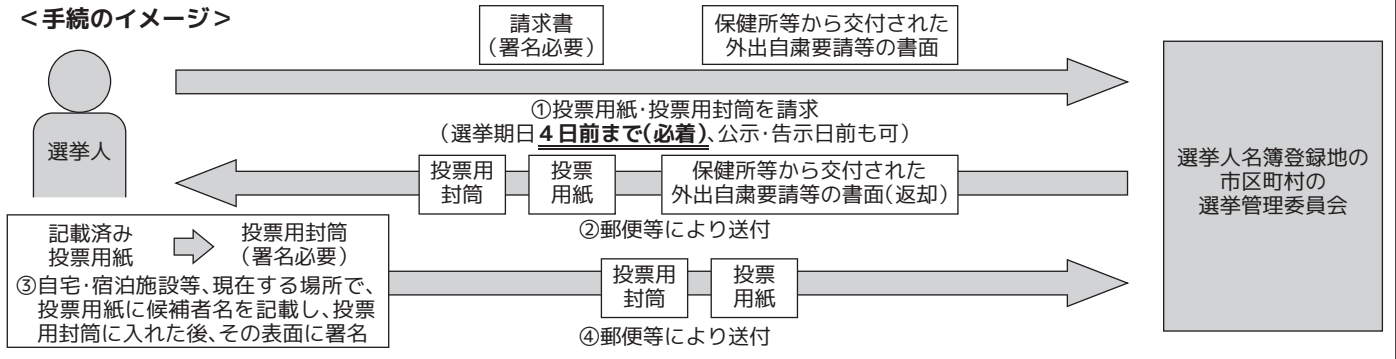 ＜手続のイメージ＞
請求書
（署名必要）
保健所等から交付された
外出自粛要請等の書面
①投票用紙・投票用封筒を請求
（選挙期日４日前まで（必着）、公示・告示日前も可）
選挙人
投票用
封筒
投票
用紙
保健所等から交付された
外出自粛要請等の書面（返却）
②郵便等により送付
選挙人名簿登録地の
市区町村の
選挙管理委員会
記載済み
投票用紙
投票用封筒
（署名必要）
③自宅・宿泊施設等、現在する場所で、
投票用紙に候補者名を記載し、投票
用封筒に入れた後、その表面に署名
投票用
封筒
投票
用紙
④郵便等により送付